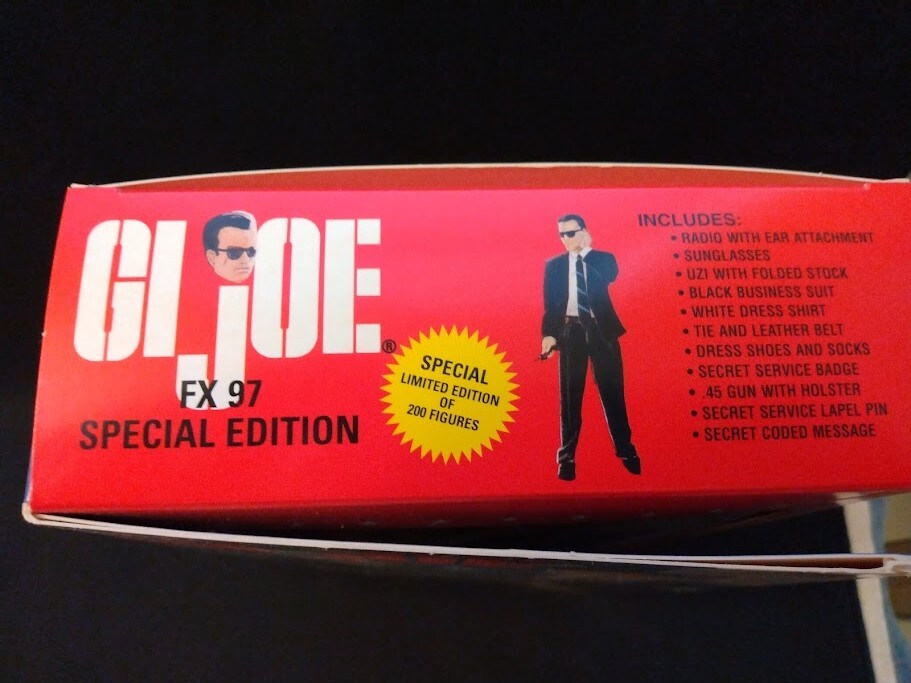 GI JOE®
FX 97
SPECIAL EDITION
SPECIAL
LIMITED EDITION
OF
200 FIGURES
INCLUDES:
• RADIO WITH EAR ATTACHMENT
• SUNGLASSES
• UZI WITH FOLDED STOCK
• BLACK BUSINESS SUIT
• WHITE DRESS SHIRT
• TIE AND LEATHER BELT
• DRESS SHOES AND SOCKS
• SECRET SERVICE BADGE
• .45 GUN WITH HOLSTER
• SECRET SERVICE LAPEL PIN
• SECRET CODED MESSAGE